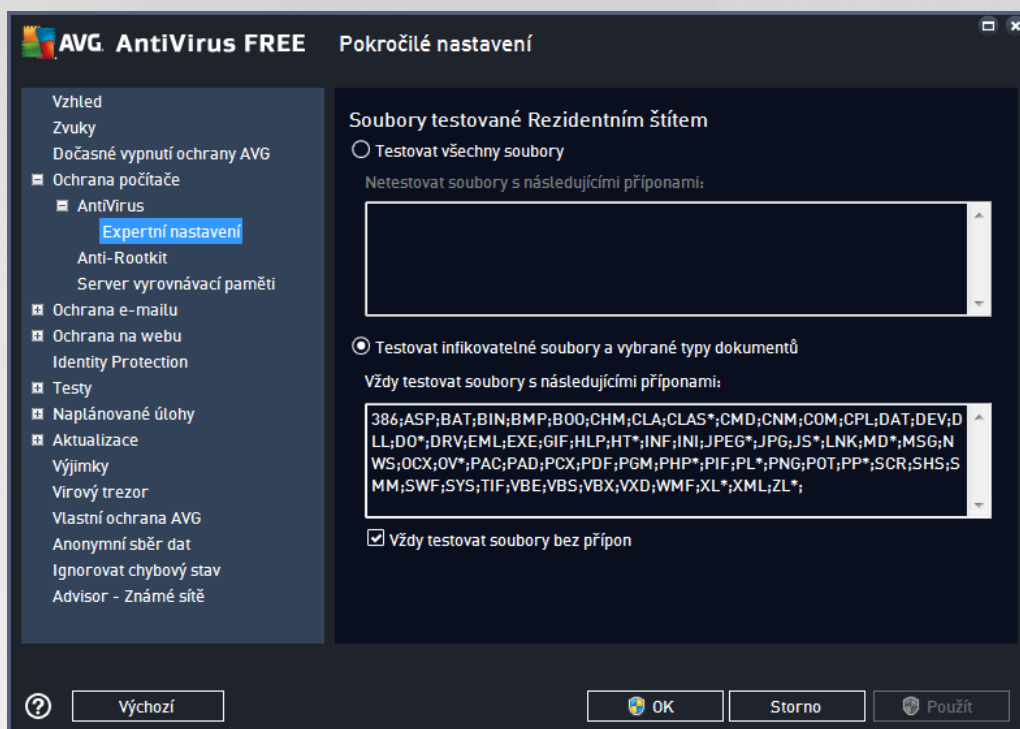 AVG. AntiVirus FREE
Pokročilé nastavení
Vzhled
Zvuky
Dočasné vypnutí ochrany AVG
Ochrana počítače
AntiVirus
Expertní nastavení
Anti-Rootkit
Server vyrovnávací paměti
Ochrana e-mailu
Ochrana na webu
Identity Protection
Testy
Naplánované úlohy
Aktualizace
Výjimky
Virový trezor
Vlastní ochrana AVG
Anonymní sběr dat
Ignorovat chybový stav
Advisor - Známé sítě
Soubory testované Rezidentním štítem
Testovat všechny soubory
Netestovat soubory s následujícími příponami:
Testovat infikovatelné soubory a vybrané typy dokumentů
Vždy testovat soubory s následujícími příponami:
386;ASP;BAT;BIN;BMP;BOO;CHM;CLA;CLAS*;CMD;CNM;COM;CPL;DAT;DEV;D
LL;DO*;DRV;EML;EXE;GIF;HLP;HT*;INF;INI;JPEG*;JPG;JS*;LNK;MD*;MSG;N
WS;OCX;OV*;PAC;PAD;PCX;PDF;PGM;PHP*;PIF;PL*;PNG;POT;PP*;SCR;SHS;S
MM;SWF;SYS;TIF;VBE;VBS;VBX;VXD;WMF;XL*;XML;ZL*;
Vždy testovat soubory bez přípon
Výchozí
OK
Storno
Použít